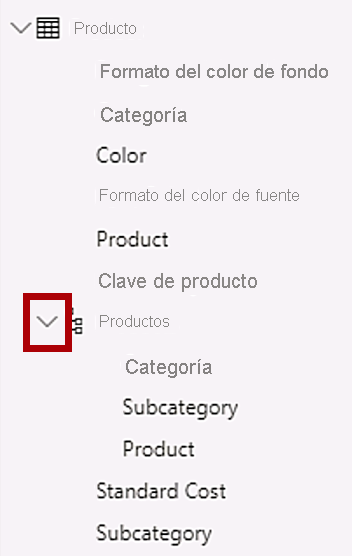 Producto
Formato del color de fondo
Categoría
Color
Formato del color de fuente
Product
Clave de producto
Productos
Categoría
Subcategory
Product
Standard Cost
Subcategory